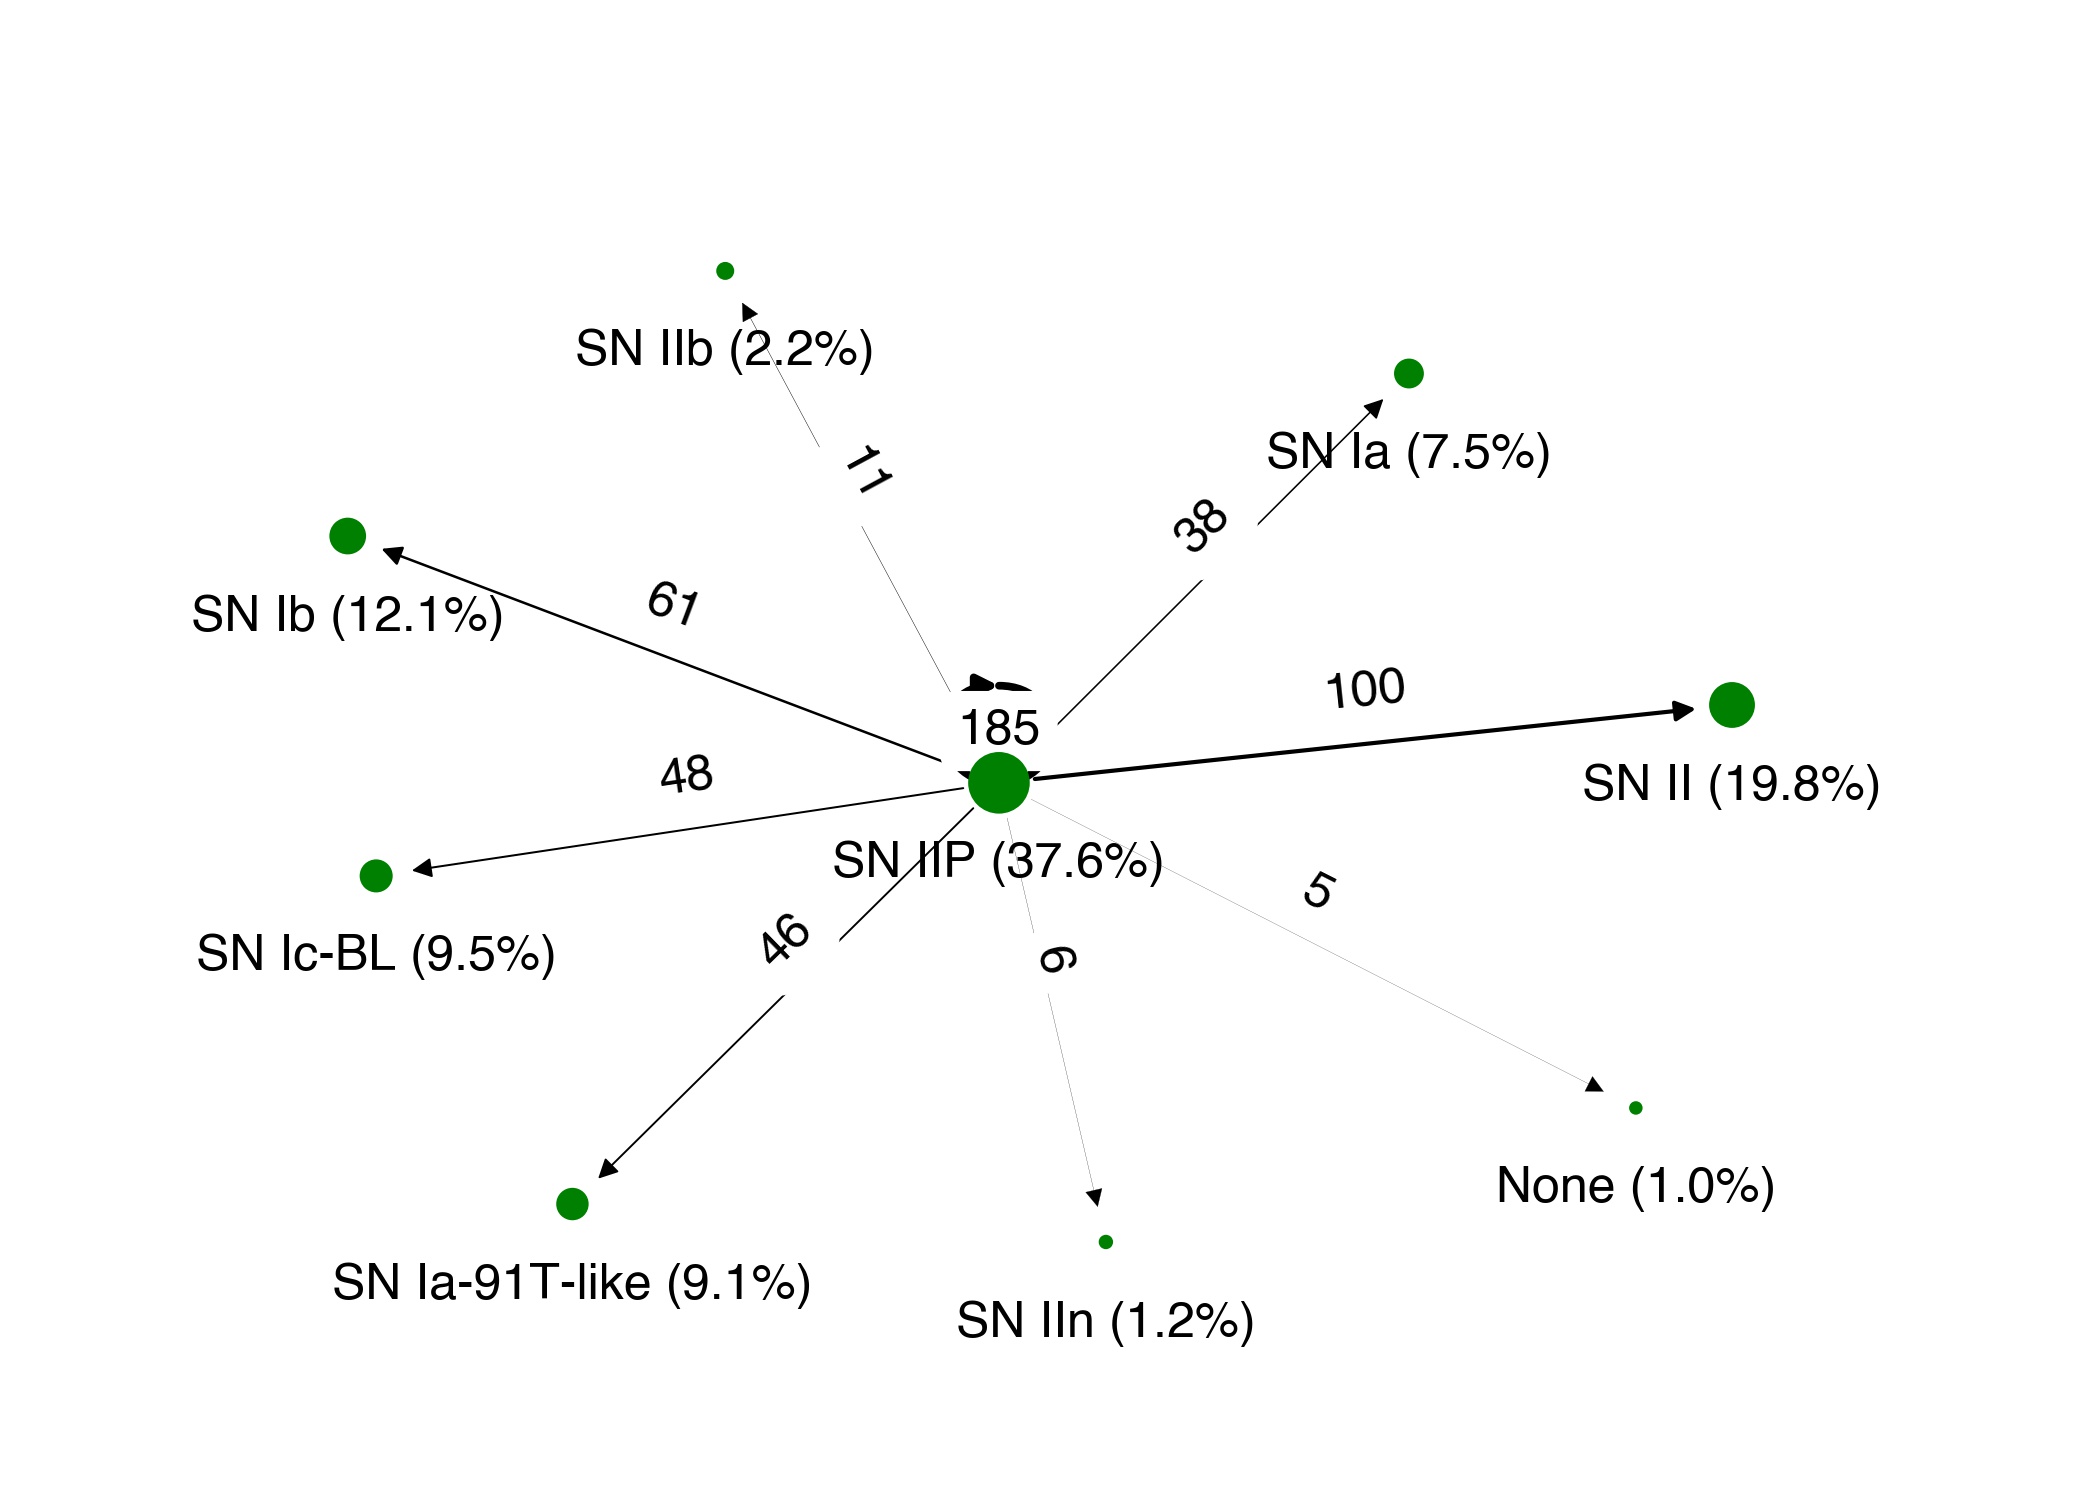 SN IIb (2.2%)
SN Ia (7.5%)
11
38
SN Ib (12.1%)
61
100
185
48
SN II (19.8%)
SN IIP (37.6%)
5
SN Ic-BL (9.5%)
46
6
None (1.0%)
SN Ia-91T-like (9.1%)
SN IIn (1.2%)